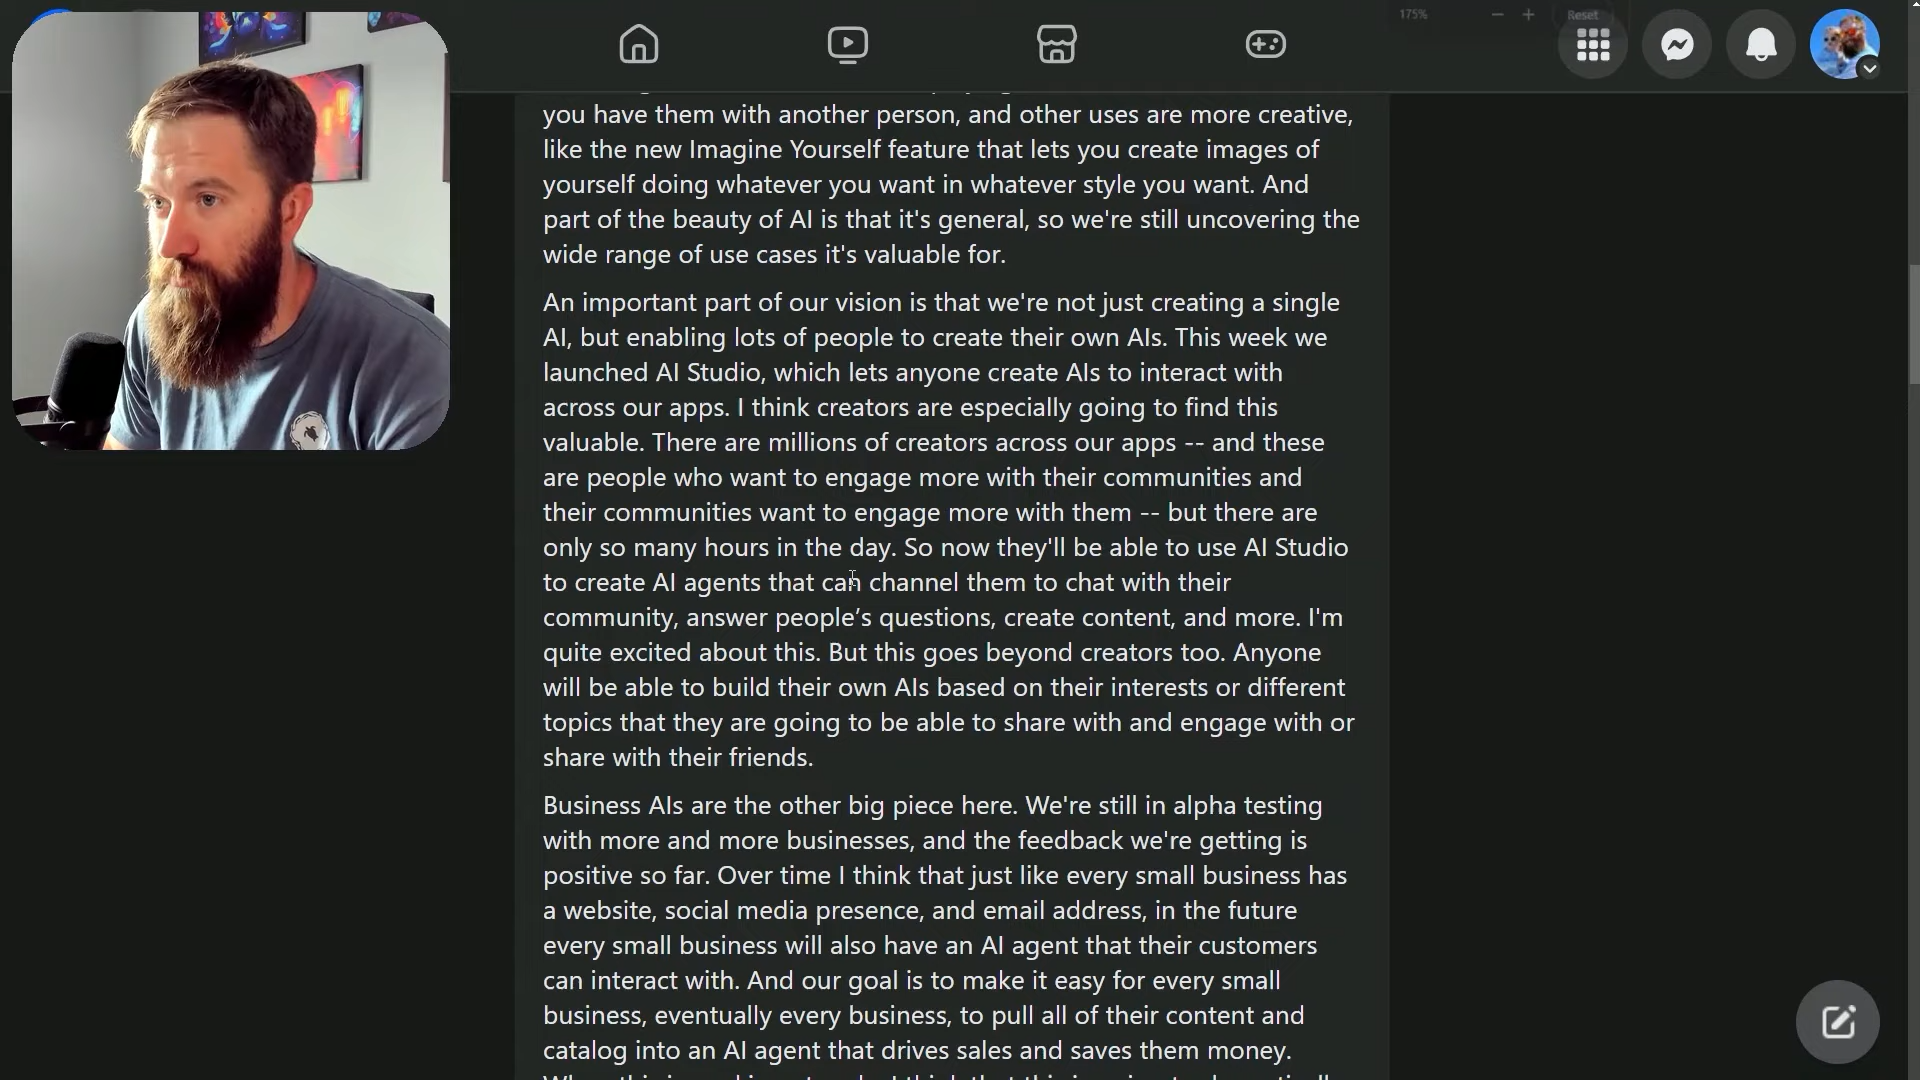 175%
Reset
you have them with another person, and other uses are more creative,
like the new Imagine Yourself feature that lets you create images of
yourself doing whatever you want in whatever style you want. And
part of the beauty of AI is that it's general, so we're still uncovering the
wide range of use cases it's valuable for.
An important part of our vision is that we're not just creating a single
AI, but enabling lots of people to create their own AIs. This week we
launched AI Studio, which lets anyone create AIs to interact with
across our apps. I think creators are especially going to find this
valuable. There are millions of creators across our apps -- and these
are people who want to engage more with their communities and
their communities want to engage more with them -- but there are
only so many hours in the day. So now they'll be able to use AI Studio
to create AI agents that can channel them to chat with their
community, answer people’s questions, create content, and more. I'm
quite excited about this. But this goes beyond creators too. Anyone
will be able to build their own AIs based on their interests or different
topics that they are going to be able to share with and engage with or
share with their friends.
Business AIs are the other big piece here. We're still in alpha testing
with more and more businesses, and the feedback we're getting is
positive so far. Over time I think that just like every small business has
a website, social media presence, and email address, in the future
every small business will also have an AI agent that their customers
can interact with. And our goal is to make it easy for every small
business, eventually every business, to pull all of their content and
catalog into an AI agent that drives sales and saves them money.